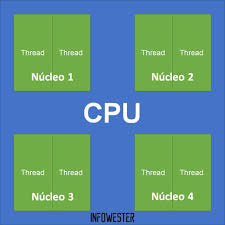 Thread Thread Thread Thread
Núcleo 1 Núcleo 2
CPU
Thread Thread Thread Thread
Núcleo 3 Núcleo 4
INFOWESTER